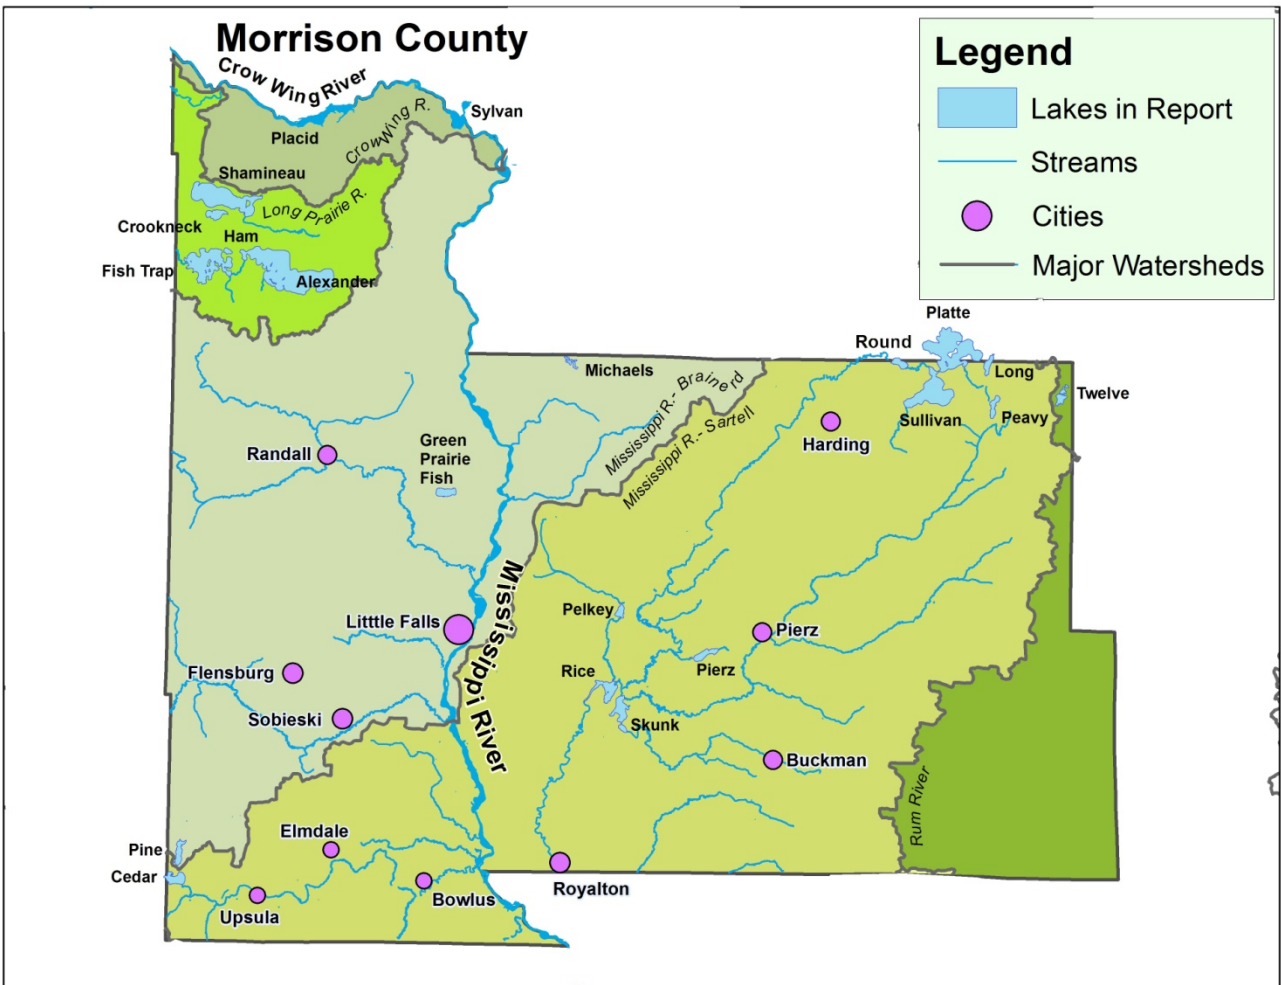 Morrison County
Legend
Lakes in Report
Streams
Cities
Major Watersheds
Crow Wing River
Sylvan
Placid
Crow Wing R.
Shamineau
Long Prairie R.
Crookneck
Ham
Fish Trap
Alexander
Platte
Round
Michaels
Long
Twelve
Mississippi R.- Brainerd
Mississippi R.- Sartell
Sullivan
Peavy
Harding
Randall
Green
Prairie
Fish
Mississippi River
Pelkey
Litttle Falls
Pierz
Rice
Pierz
Flensburg
Sobieski
Skunk
Buckman
Rum River
Elmdale
Pine
Cedar
Royalton
Bowlus
Upsula